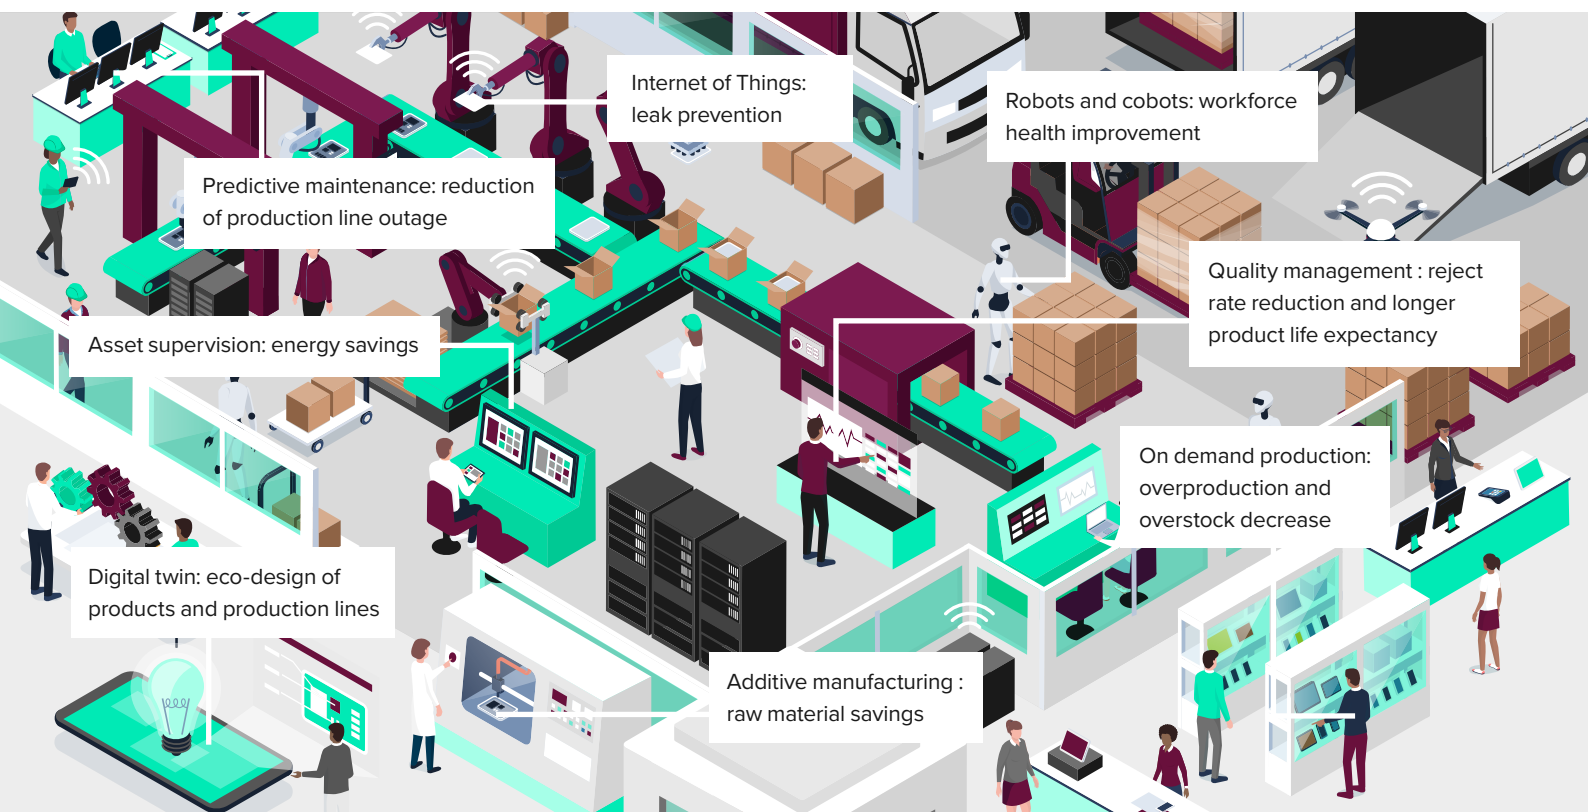 Internet of Things:
leak prevention
Robots and cobots: workforce
health improvement
Predictive maintenance: reduction
of production line outage
Quality management : reject
rate reduction and longer
product life expectancy
Asset supervision: energy savings
On demand production:
overproduction and
overstock decrease
Digital twin: eco-design of
products and production lines
Additive manufacturing :
raw material savings